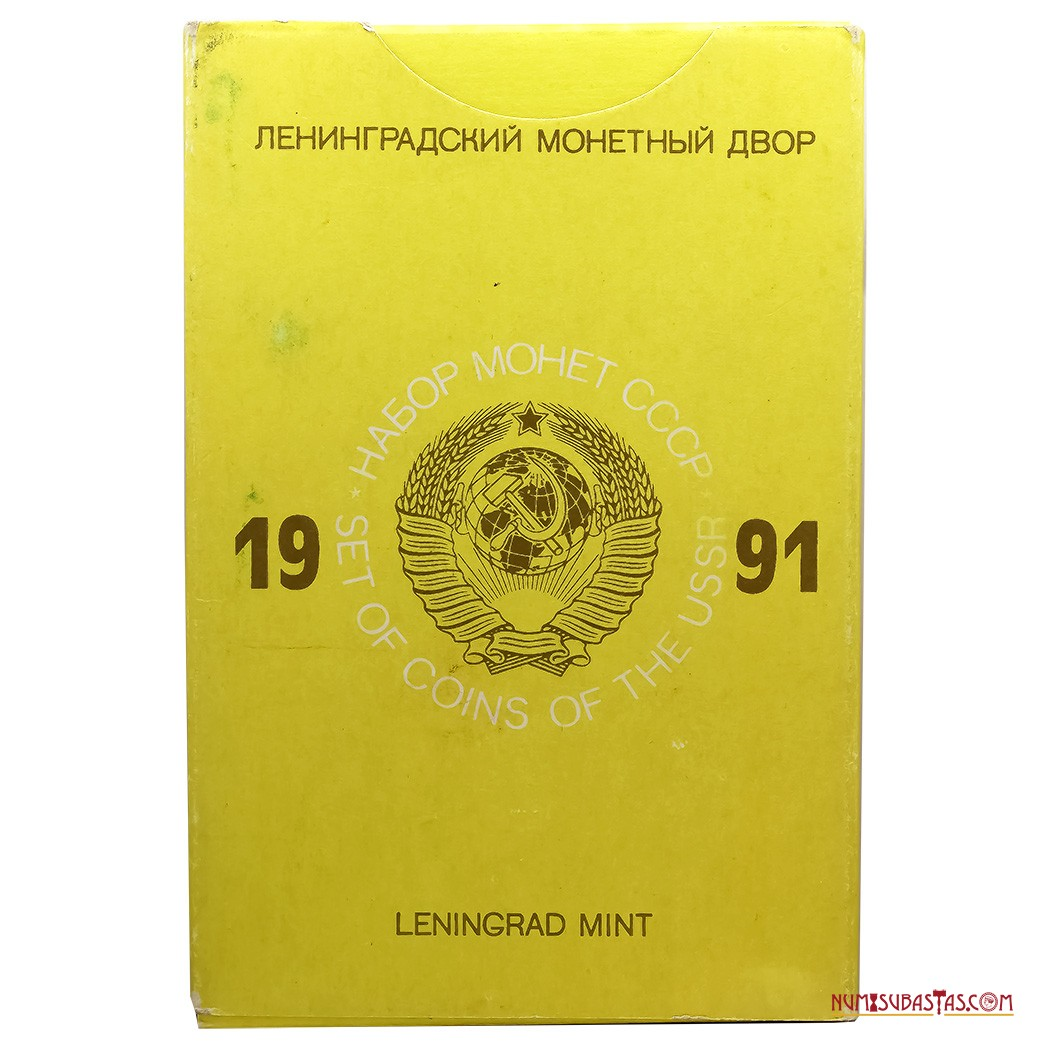 ЛЕНИНГРАДСКИЙ МОНЕТНЫЙ ДВОР
НАБОР МОНЕТ СССР
19 91
* SET OF COINS OF THE USSR
LENINGRAD MINT
NUMISUBASTAS.COM